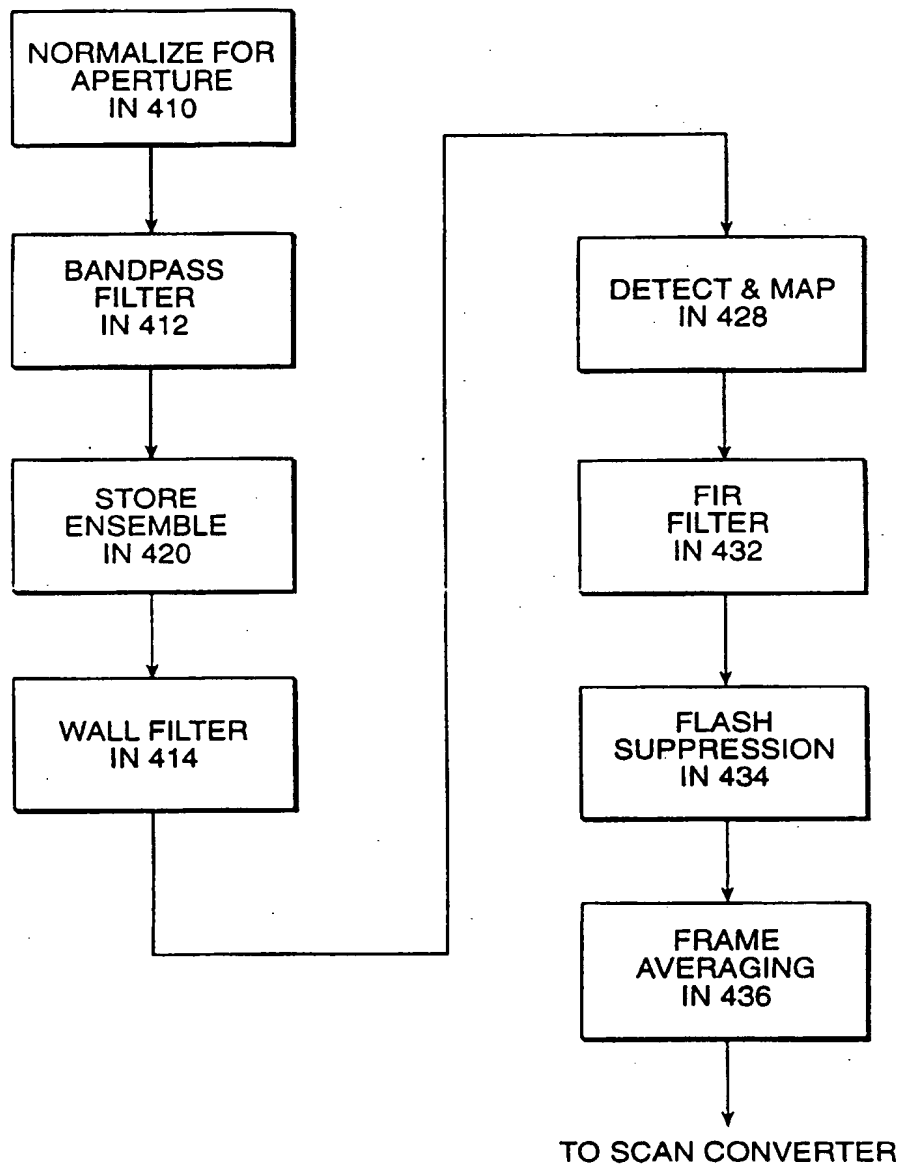 NORMALIZE FOR
APERTURE
IN 410
BANDPASS
FILTER
IN 412
STORE
ENSEMBLE
IN 420
WALL FILTER
IN 414
DETECT & MAP
IN 428
FIR
FILTER
IN 432
FLASH
SUPPRESSION
IN 434
FRAME
AVERAGING
IN 436
TO SCAN CONVERTER